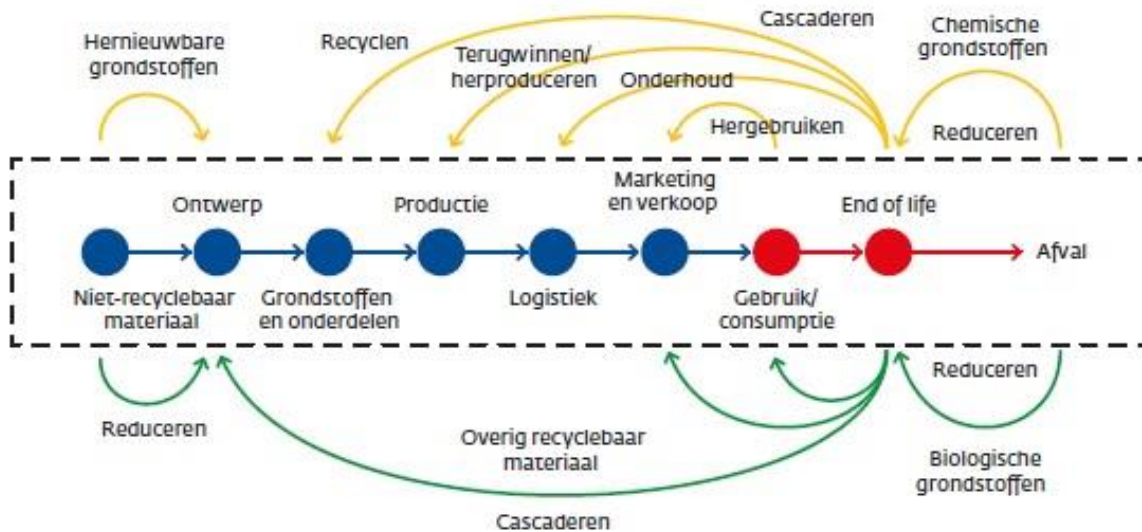 Hernieuwbare
grondstoffen
Recyclen
Terugwinnen/
herproduceren
Onderhoud
Hergebruiken
Cascaderen
Chemische
grondstoffen
Reduceren
Ontwerp
Productie
Marketing
en verkoop
End of life
Afval
Niet-recyclebaar
materiaal
Grondstoffen
en onderdelen
Logistiek
Gebruik/
consumptie
Reduceren
Overig recyclebaar
materiaal
Cascaderen
Reduceren
Biologische
grondstoffen